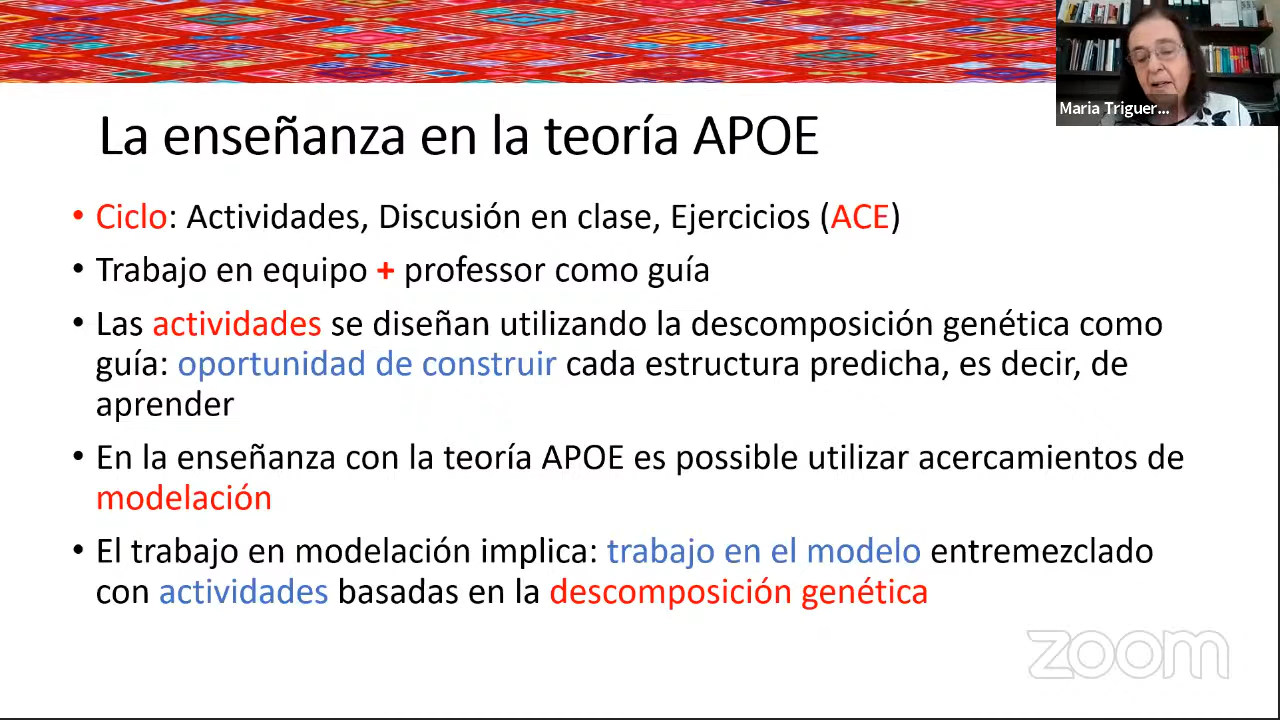 Maria Triguer...
La enseñanza en la teoría APOE
• Ciclo: Actividades, Discusión en clase, Ejercicios (ACE)
• Trabajo en equipo + professor como guía
• Las actividades se diseñan utilizando la descomposición genética como
guía: oportunidad de construir cada estructura predicha, es decir, de
aprender
• En la enseñanza con la teoría APOE es possible utilizar acercamientos de
modelación
• El trabajo en modelación implica: trabajo en el modelo entremezclado
con actividades basadas en la descomposición genética
zoom